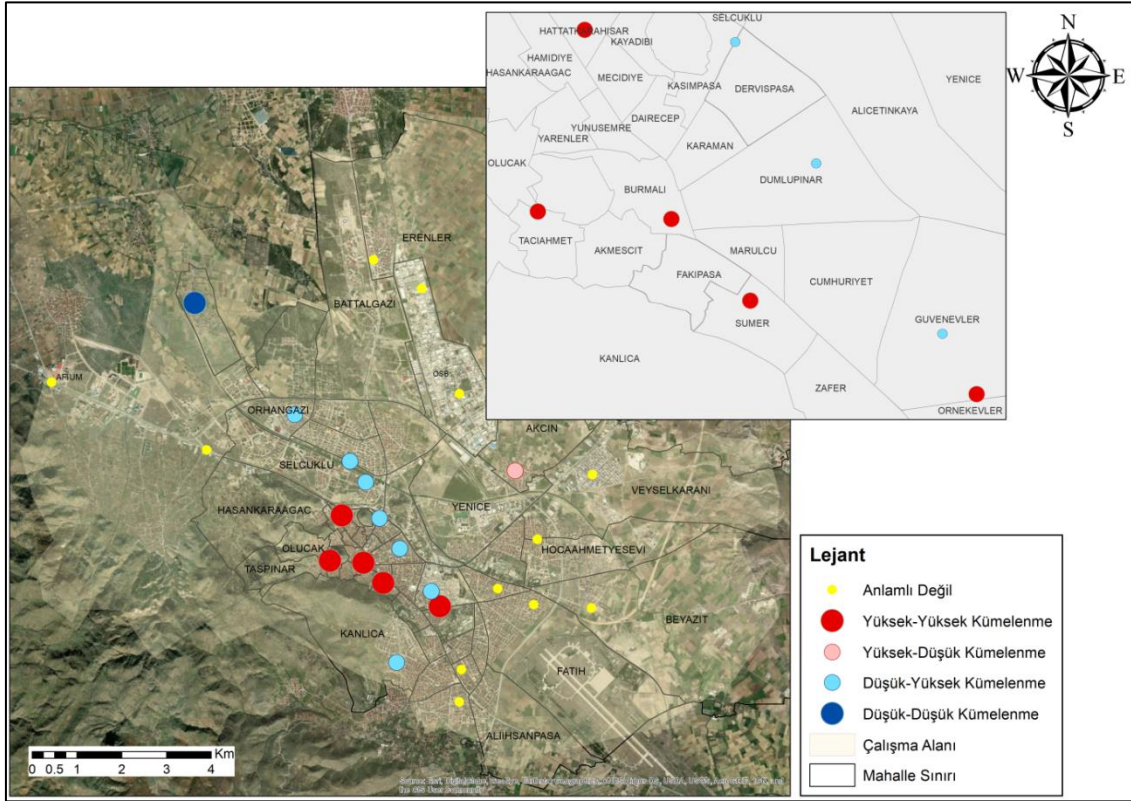 SELCUKLU
HATTATKARAHISAR
KAYADIBI
HAMIDIYE
HASANKARAAGAC
MECIDIYE
KASIMPASA
DERVISPASA
YENICE
ALICETINKAYA
DAIRECEP
YUNUSEMRE
YARENLER
KARAMAN
OLUCAK
DUMLUPINAR
BURMALI
TACIAHMET
AKMESCIT
MARULCU
FAKIPASA
CUMHURIYET
SUMER
GUVENEVLER
KANLICA
ZAFER
ORNEKEVLER
N
W
E
S
ERENLER
BATTALGAZI
OSB
AFIUM
ORHANGAZI
AKCIN
SELCUKLU
VEYSELKARANI
YENICE
HASANKARAAGAC
HOCAAHMETYESEVI
OLUCAK
TASPINAR
BEYAZIT
KANLICA
FATIH
ALIIHSANPASA
Km
0 0.5 1 2 3 4
Lejant
Anlamlı Değil
Yüksek-Yüksek Kümelenme
Yüksek-Düşük Kümelenme
Düşük-Yüksek Kümelenme
Düşük-Düşük Kümelenme
Çalışma Alanı
Mahalle Sınırı